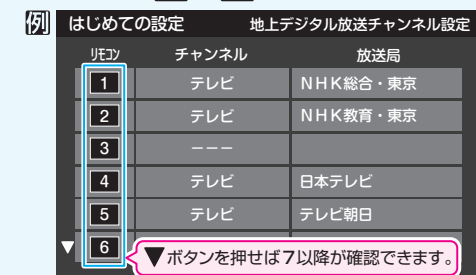 例 はじめての設定 地上デジタル放送チャンネル設定
リモコン チャンネル 放送局
1 テレビ NHK総合・東京
2 テレビ NHK教育・東京
3 −−−
4 テレビ 日本テレビ
5 テレビ テレビ朝日
▼ 6
▼ボタンを押せば7以降が確認できます。